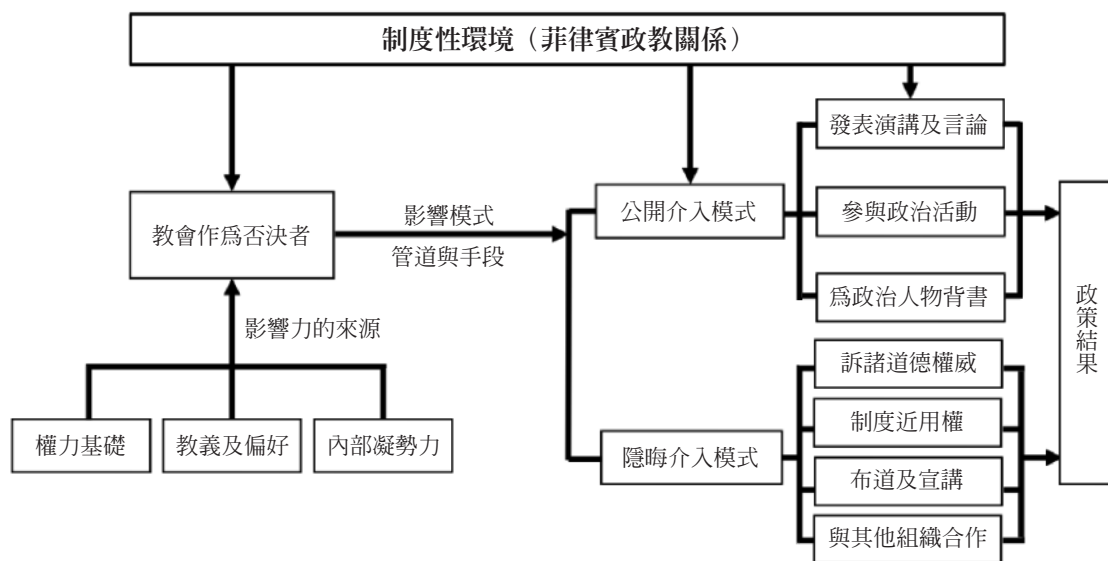 制度性環境（菲律賓政教關係）
發表演講及言論
教會作爲否決者
影響模式
管道與手段
公開介入模式
參與政治活動
爲政治人物背書
政策結果
影響力的來源
權力基礎
教義及偏好
內部凝勢力
隱晦介入模式
訴諸道德權威
制度近用權
布道及宣講
與其他組織合作